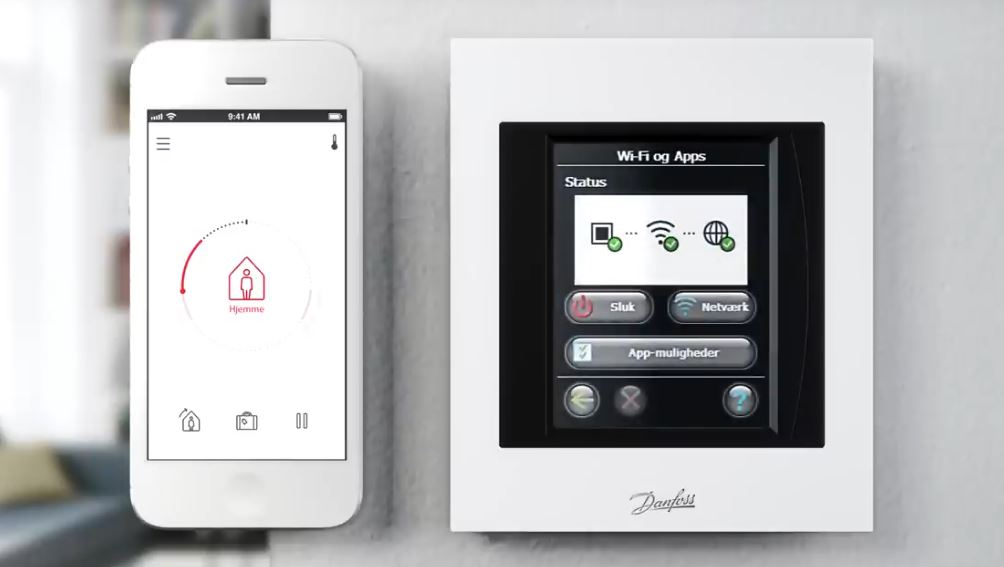 9:41 AM
Hjemme
Wi-Fi og Apps
Status
Sluk
Netværk
App-muligheder
?
Danfoss